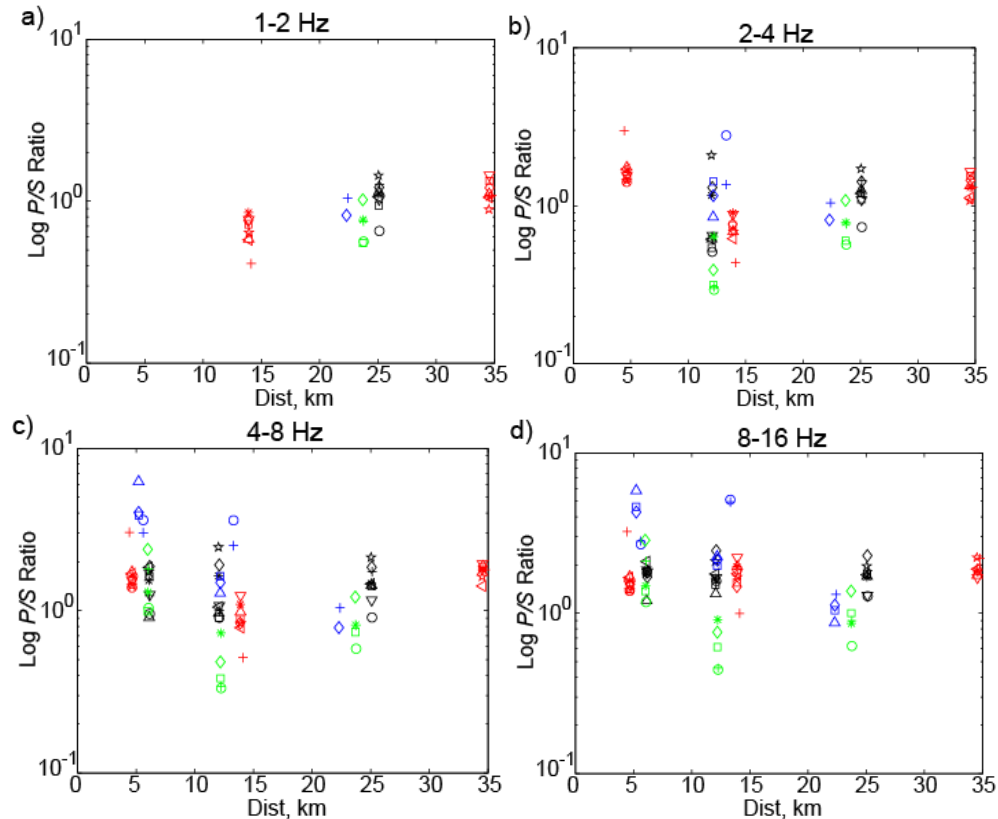 a)
1-2 Hz
10^1
10^0
10^-1
Log P/S Ratio
0 5 10 15 20 25 30 35
Dist, km
b)
2-4 Hz
10^1
10^0
10^-1
Log P/S Ratio
0 5 10 15 20 25 30 35
Dist, km
c)
4-8 Hz
10^1
10^0
10^-1
Log P/S Ratio
0 5 10 15 20 25 30 35
Dist, km
d)
8-16 Hz
10^1
10^0
10^-1
Log P/S Ratio
0 5 10 15 20 25 30 35
Dist, km